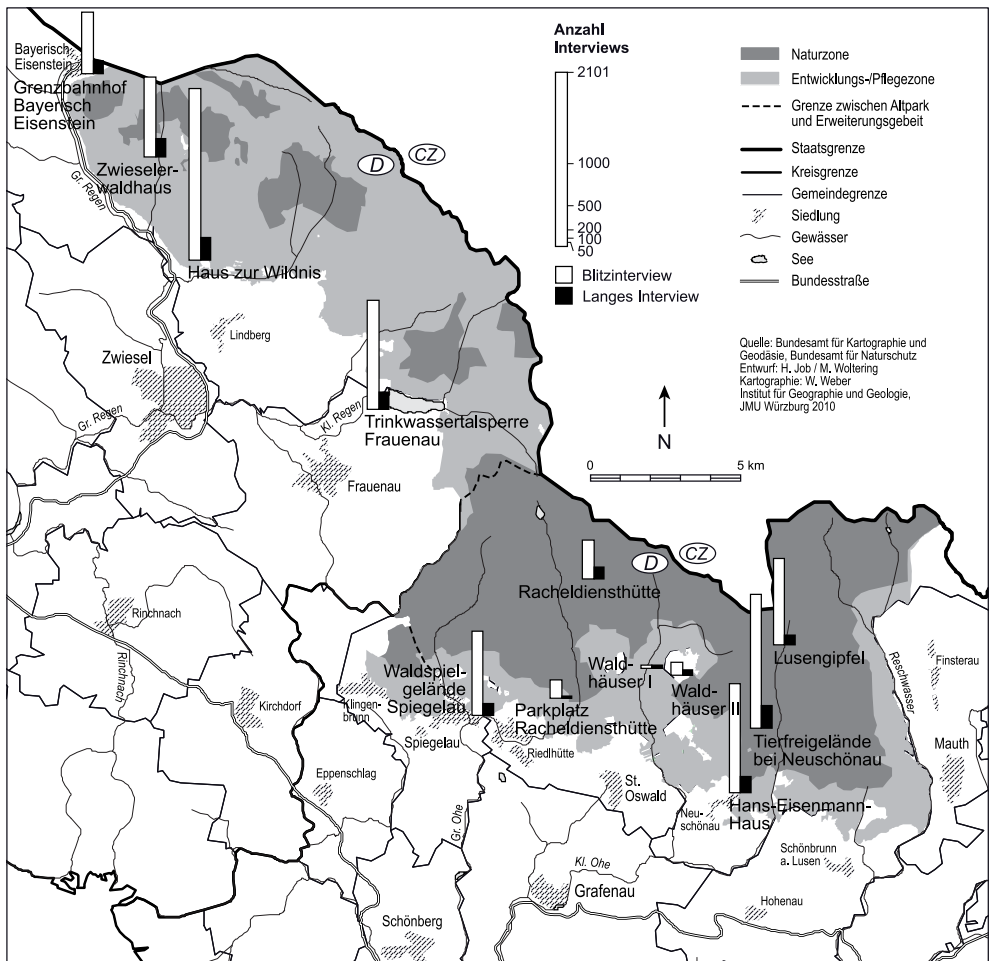 Bayerisch
Eisenstein
Grenzbahnhof
Bayerisch
Eisenstein
Zwieseler-
waldhaus
Gr. Regen
Haus zur Wildnis
D
CZ
Lindberg
Zwiesel
Gr. Regen
Kl. Regen
Trinkwassertalsperre
Frauenau
Frauenau
Anzahl
Interviews
2101
1000
500
200
100
50
Blitzinterview
Langes Interview
Naturzone
Entwicklungs-/Pflegezone
Grenze zwischen Altpark
und Erweiterungsgebeit
Staatsgrenze
Kreisgrenze
Gemeindegrenze
Siedlung
Gewässer
See
Bundesstraße
Quelle: Bundesamt für Kartographie und
Geodäsie, Bundesamt für Naturschutz
Entwurf: H. Job / M. Woltering
Kartographie: W. Weber
Institut für Geographie und Geologie,
JMU Würzburg 2010
N
0
5 km
D
CZ
Racheldiensthütte
Lusengipfel
Rinchnach
Rinchnach
Kirchdorf
Klingen-
brunn
Waldspiel-
gelände
Spiegelau
Spiegelau
Parkplatz
Racheldiensthütte
Riedlhütte
Wald-
häuser I
Wald-
häuser II
Tierfreigelände
bei Neuschönau
Reschwasser
Finsterau
Mauth
Eppenschlag
Gr. Ohe
St.
Oswald
Neu-
schönau
Hans-Eisenmann-
Haus
Schönbrunn
a. Lusen
Kl. Ohe
Grafenau
Hohenau
Schönberg